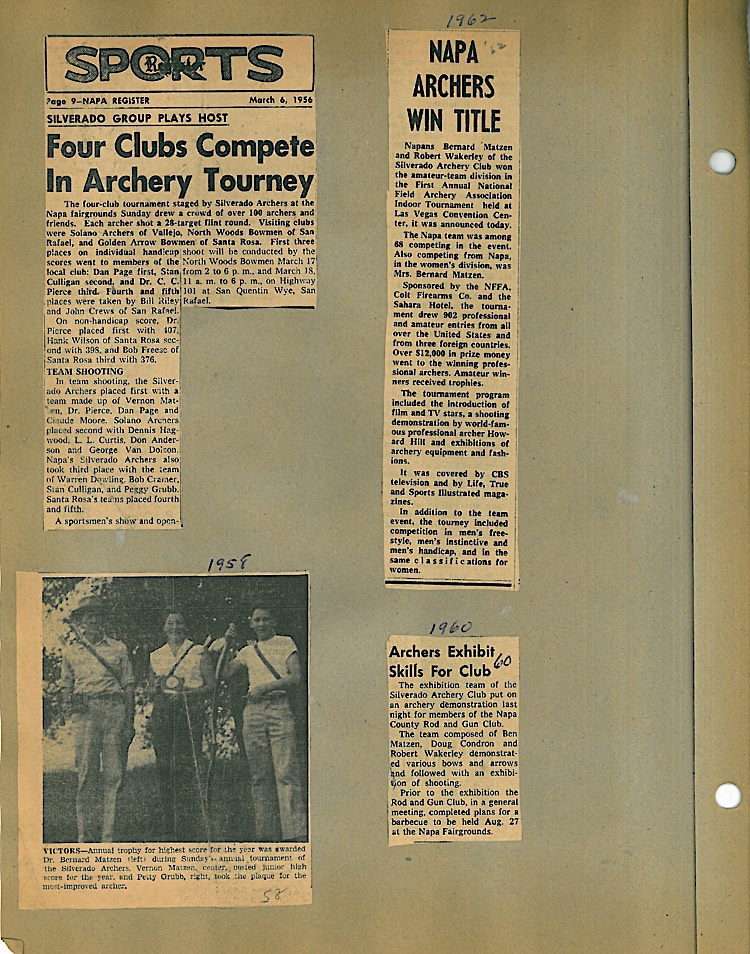 SPORTS
Register
Page 9—NAPA REGISTER March 6, 1956
SILVERADO GROUP PLAYS HOST
Four Clubs Compete
In Archery Tourney
The four-club tournament staged by Silverado Archers at the
Napa fairgrounds Sunday drew a crowd of over 100 archers and
friends. Each archer shot a 28-target flint round. Visiting clubs
were Solano Archers of Vallejo, North Woods Bowmen of San
Rafael, and Golden Arrow Bowmen of Santa Rosa. First three
places on individual handicap
scores went to members of the
local club: Dan Page first, Stan
Culligan second, and Dr. C. C.
Pierce third. Fourth and fifth
places were taken by Bill Riley
and John Crews of San Rafael.
On non-handicap score, Dr.
Pierce placed first with 407,
Hank Wilson of Santa Rosa sec-
ond with 398, and Bob Freese of
Santa Rosa third with 376.
TEAM SHOOTING
In team shooting, the Silver-
ado Archers placed first with a
team made up of Vernon Mat-
zen, Dr. Pierce, Dan Page and
Claude Moore. Solano Archers
placed second with Dennis Hag-
wood, L. L. Curtis, Don Ander-
son and George Van Dolson.
Napa's Silverado Archers also
took third place with the team
of Warren Dowling, Bob Cramer,
Stan Culligan, and Peggy Grubb.
Santa Rosa's teams placed fourth
and fifth.
A sportsmen's show and open-
shoot will be conducted by the
North Woods Bowmen March 17
from 2 to 6 p. m., and March 18,
11 a. m. to 6 p. m., on Highway
101 at San Quentin Wye, San
Rafael.
1958
VICTORS—Annual trophy for highest score for the year was awarded
Dr. Bernard Matzen (left) during Sunday's annual tournament of
the Silverado Archers. Vernon Matzen, center, posted junior high
score for the year, and Petty Grubb, right, took the plaque for the
most-improved archer.
58
1962
NAPA '62
ARCHERS
WIN TITLE
Napans Bernard Matzen
and Robert Wakerley of the
Silverado Archery Club won
the amateur-team division in
the First Annual National
Field Archery Association
Indoor Tournament held at
Las Vegas Convention Cen-
ter, it was announced today.
The Napa team was among
68 competing in the event.
Also competing from Napa,
in the women's division, was
Mrs. Bernard Matzen.
Sponsored by the NFFA,
Colt Firearms Co. and the
Sahara Hotel, the tourna-
ment drew 902 professional
and amateur entries from all
over the United States and
from three foreign countries.
Over $12,000 in prize money
went to the winning profes-
sional archers. Amateur win-
ners received trophies.
The tournament program
included the introduction of
film and TV stars, a shooting
demonstration by world-fam-
ous professional archer How-
ard Hill and exhibitions of
archery equipment and fash-
ions.
It was covered by CBS
television and by Life, True
and Sports Illustrated maga-
zines.
In addition to the team
event, the tourney included
competition in men's free-
style, men's instinctive and
men's handicap, and in the
same classifications for
women.
1960
Archers Exhibit
Skills For Club 60
The exhibition team of the
Silverado Archery Club put on
an archery demonstration last
night for members of the Napa
County Rod and Gun Club.
The team composed of Ben
Matzen, Doug Condron and
Robert Wakerley demonstrat-
ed various bows and arrows
and followed with an exhibi-
tion of shooting.
Prior to the exhibition the
Rod and Gun Club, in a general
meeting, completed plans for a
barbecue to be held Aug. 27
at the Napa Fairgrounds.